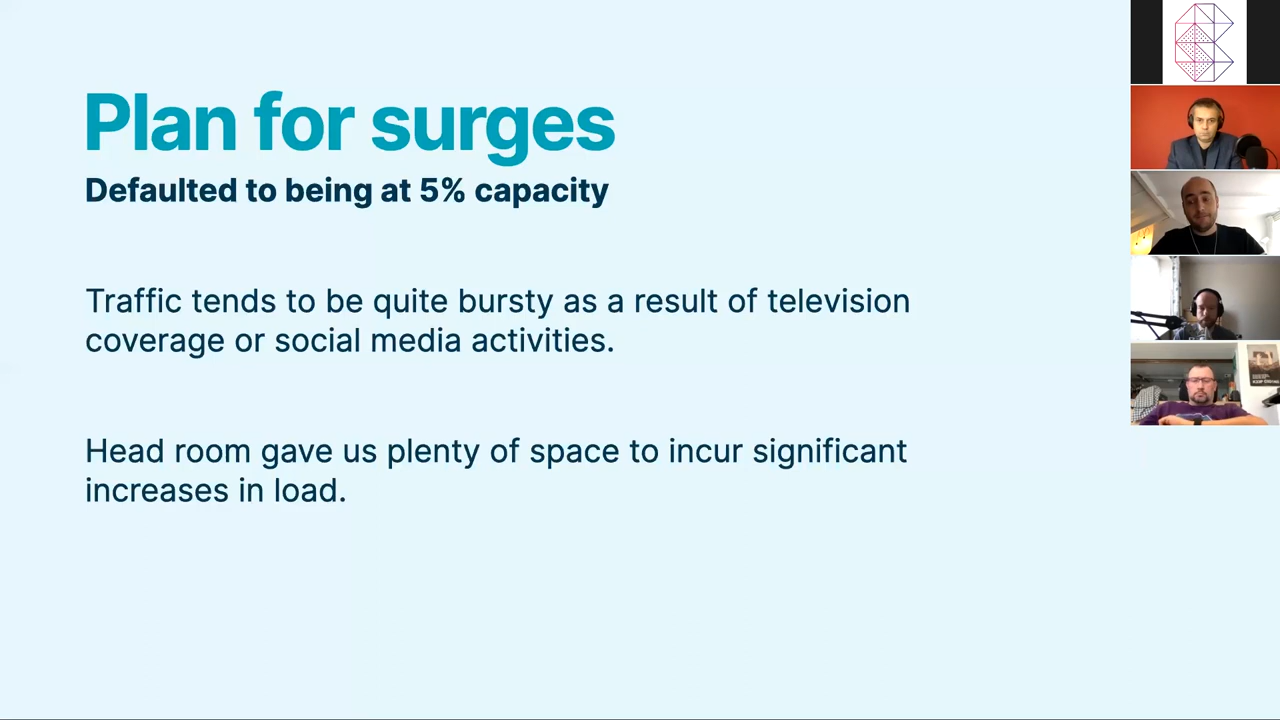 Plan for surges
Defaulted to being at 5% capacity
Traffic tends to be quite bursty as a result of television
coverage or social media activities.
Head room gave us plenty of space to incur significant
increases in load.